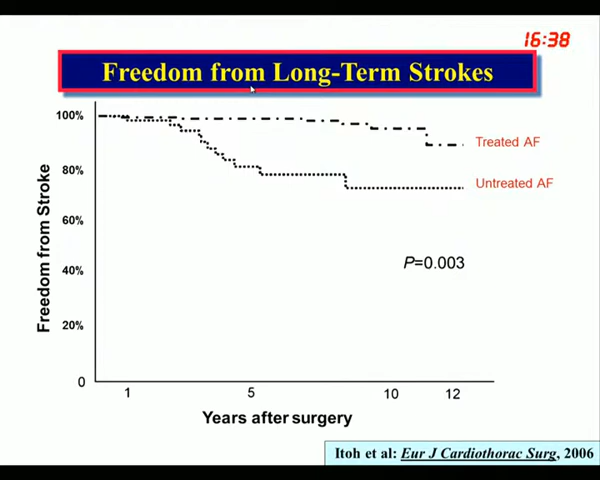 16:38
Freedom from Long-Term Strokes
100%
80%
60%
40%
20%
0
Freedom from Stroke
Treated AF
Untreated AF
P=0.003
1 5 10 12
Years after surgery
Itoh et al: Eur J Cardiothorac Surg, 2006